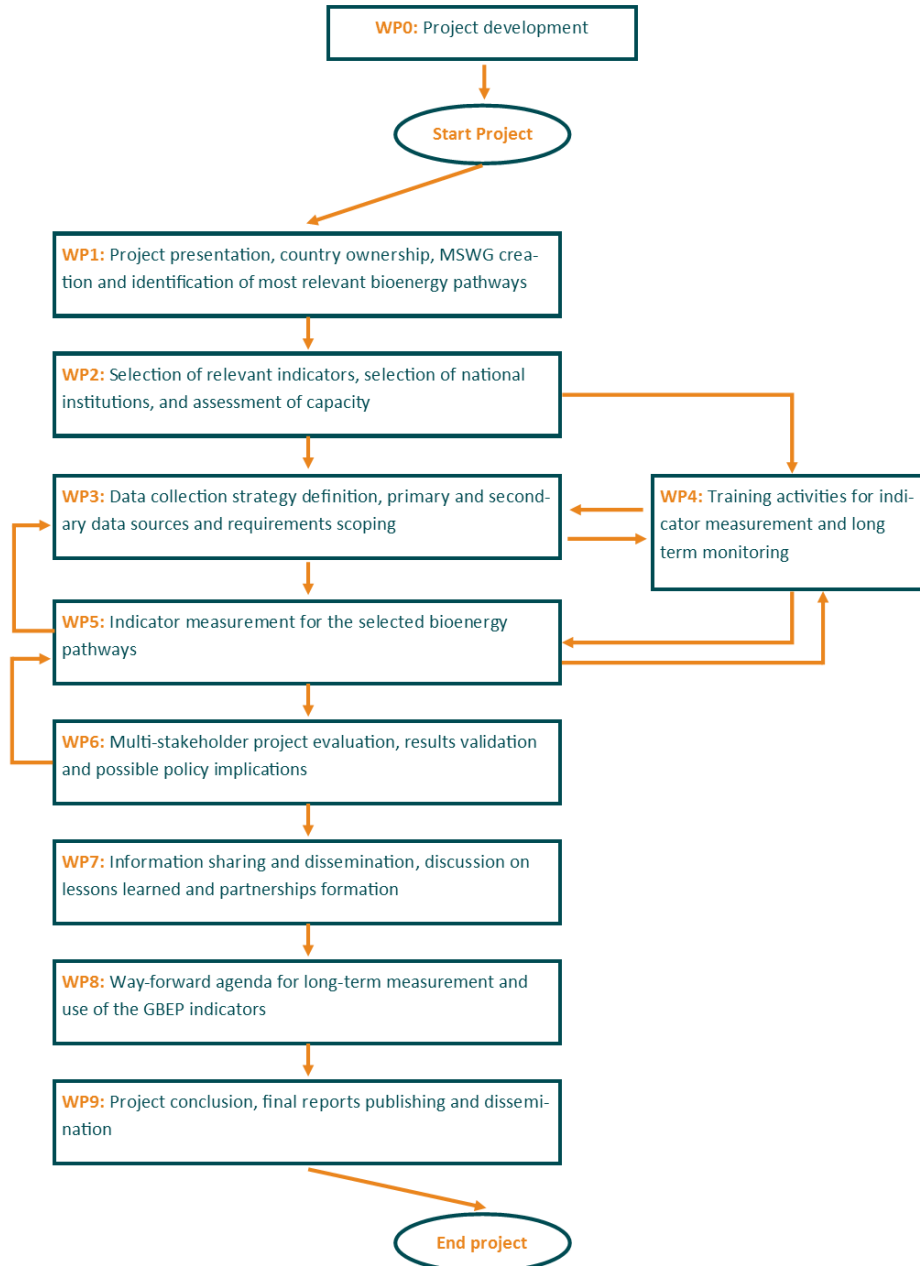 WP0: Project development
Start Project
WP1: Project presentation, country ownership, MSWG crea-
tion and identification of most relevant bioenergy pathways
WP2: Selection of relevant indicators, selection of national
institutions, and assessment of capacity
WP3: Data collection strategy definition, primary and second-
ary data sources and requirements scoping
WP4: Training activities for indi-
cator measurement and long
term monitoring
WP5: Indicator measurement for the selected bioenergy
pathways
WP6: Multi-stakeholder project evaluation, results validation
and possible policy implications
WP7: Information sharing and dissemination, discussion on
lessons learned and partnerships formation
WP8: Way-forward agenda for long-term measurement and
use of the GBEP indicators
WP9: Project conclusion, final reports publishing and dissemi-
nation
End project